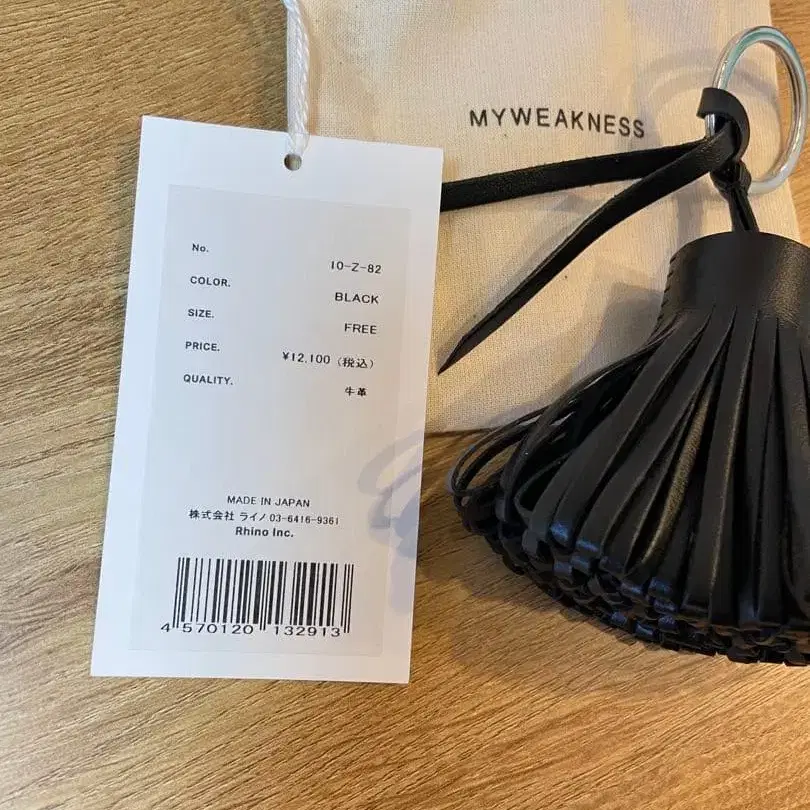 MYWEAKNESS
No.
10-Z-82
COLOR.
BLACK
SIZE.
FREE
PRICE.
¥12,100 (税込)
QUALITY.
牛革
MADE IN JAPAN
株式会社 ライノ 03-6416-9361
Rhino Inc.
4 570120 132913